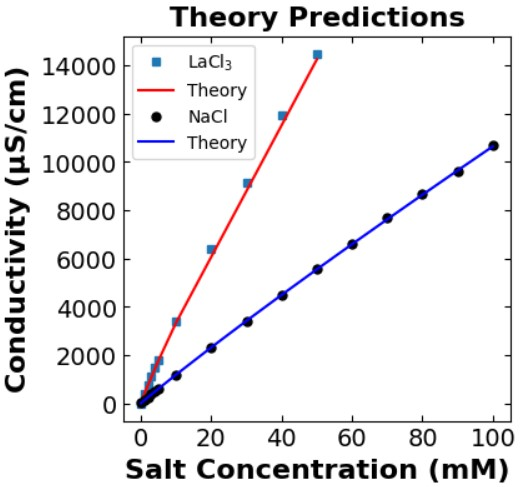 Theory Predictions
LaCl₃
Theory
NaCl
Theory
14000
12000
10000
8000
6000
4000
2000
0
Conductivity (µS/cm)
0 20 40 60 80 100
Salt Concentration (mM)